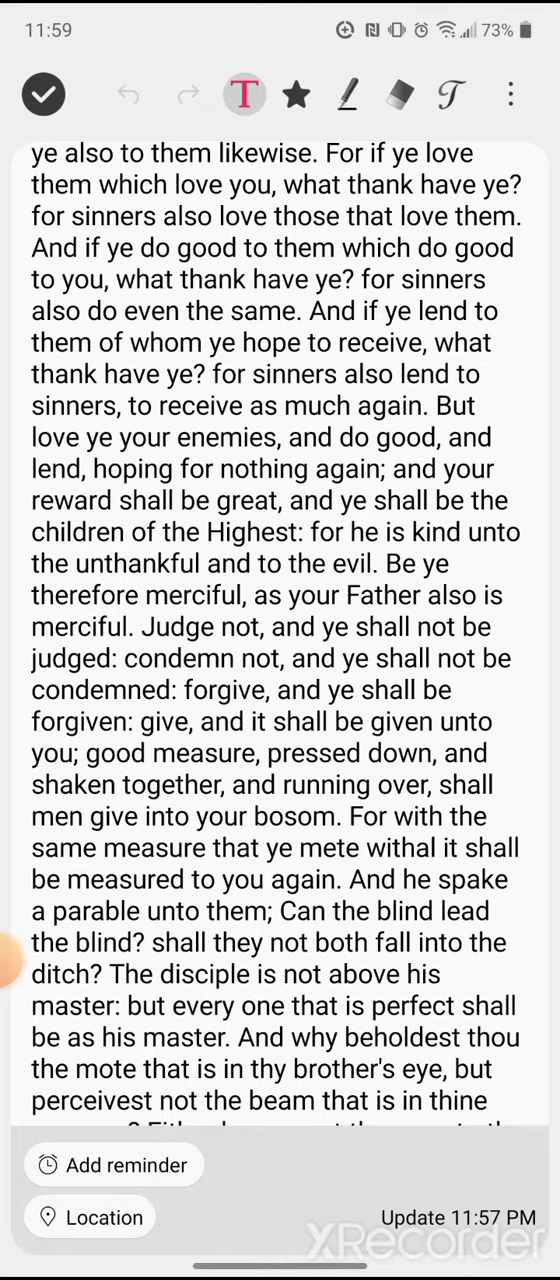 11:59
73%
T
T
ye also to them likewise. For if ye love
them which love you, what thank have ye?
for sinners also love those that love them.
And if ye do good to them which do good
to you, what thank have ye? for sinners
also do even the same. And if ye lend to
them of whom ye hope to receive, what
thank have ye? for sinners also lend to
sinners, to receive as much again. But
love ye your enemies, and do good, and
lend, hoping for nothing again; and your
reward shall be great, and ye shall be the
children of the Highest: for he is kind unto
the unthankful and to the evil. Be ye
therefore merciful, as your Father also is
merciful. Judge not, and ye shall not be
judged: condemn not, and ye shall not be
condemned: forgive, and ye shall be
forgiven: give, and it shall be given unto
you; good measure, pressed down, and
shaken together, and running over, shall
men give into your bosom. For with the
same measure that ye mete withal it shall
be measured to you again. And he spake
a parable unto them; Can the blind lead
the blind? shall they not both fall into the
ditch? The disciple is not above his
master: but every one that is perfect shall
be as his master. And why beholdest thou
the mote that is in thy brother's eye, but
perceivest not the beam that is in thine
Add reminder
Location
Update 11:57 PM
XRecorder